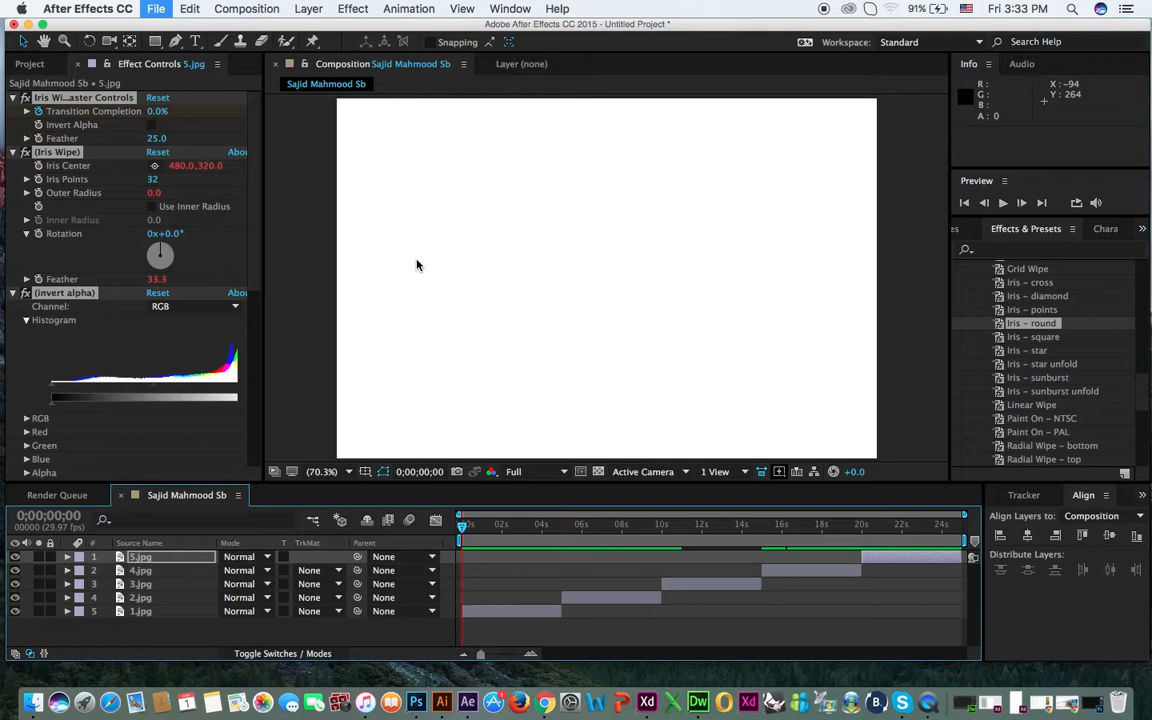 After Effects CC File Edit Composition Layer Effect Animation View Window Help 91% Fri 3:33 PM
Adobe After Effects CC 2015 - Untitled Project *
Snapping Workspace: Standard Search Help
Project Effect Controls 5.jpg Composition Sajid Mahmood Sb Layer (none) Info Audio
Sajid Mahmood Sb • 5.jpg Sajid Mahmood Sb
R: X: -94
G: Y: 264
B:
A: 0
Iris Wi...aster Controls Reset
Transition Completion 0.0%
Invert Alpha
Feather 25.0
(Iris Wipe) Reset Abou
Iris Center 480.0,320.0
Iris Points 32
Outer Radius 0.0
Use Inner Radius
Inner Radius 0.0
Rotation 0x+0.0°
Feather 33.3
(invert alpha) Reset Abou
Channel: RGB
Histogram
RGB
Red
Green
Blue
Alpha
Preview
es Effects & Presets Chara
Grid Wipe
Iris - cross
Iris - diamond
Iris - points
Iris - round
Iris - square
Iris - star
Iris - star unfold
Iris - sunburst
Iris - sunburst unfold
Linear Wipe
Paint On - NTSC
Paint On - PAL
Radial Wipe - bottom
Radial Wipe - top
(70.3%) 0;00;00;00 Full Active Camera 1 View +0.0
Render Queue Sajid Mahmood Sb
0;00;00;00
00000 (29.97 fps)
0s 02s 04s 06s 08s 10s 12s 14s 16s 18s 20s 22s 24s
# Source Name Mode T TrkMat Parent
1 5.jpg Normal None
2 4.jpg Normal None None
3 3.jpg Normal None None
4 2.jpg Normal None None
5 1.jpg Normal None None
Toggle Switches / Modes
Tracker Align
Align Layers to: Composition
Distribute Layers:
1 Ps Ai Ae W P Xd X Dw O Xd B. S